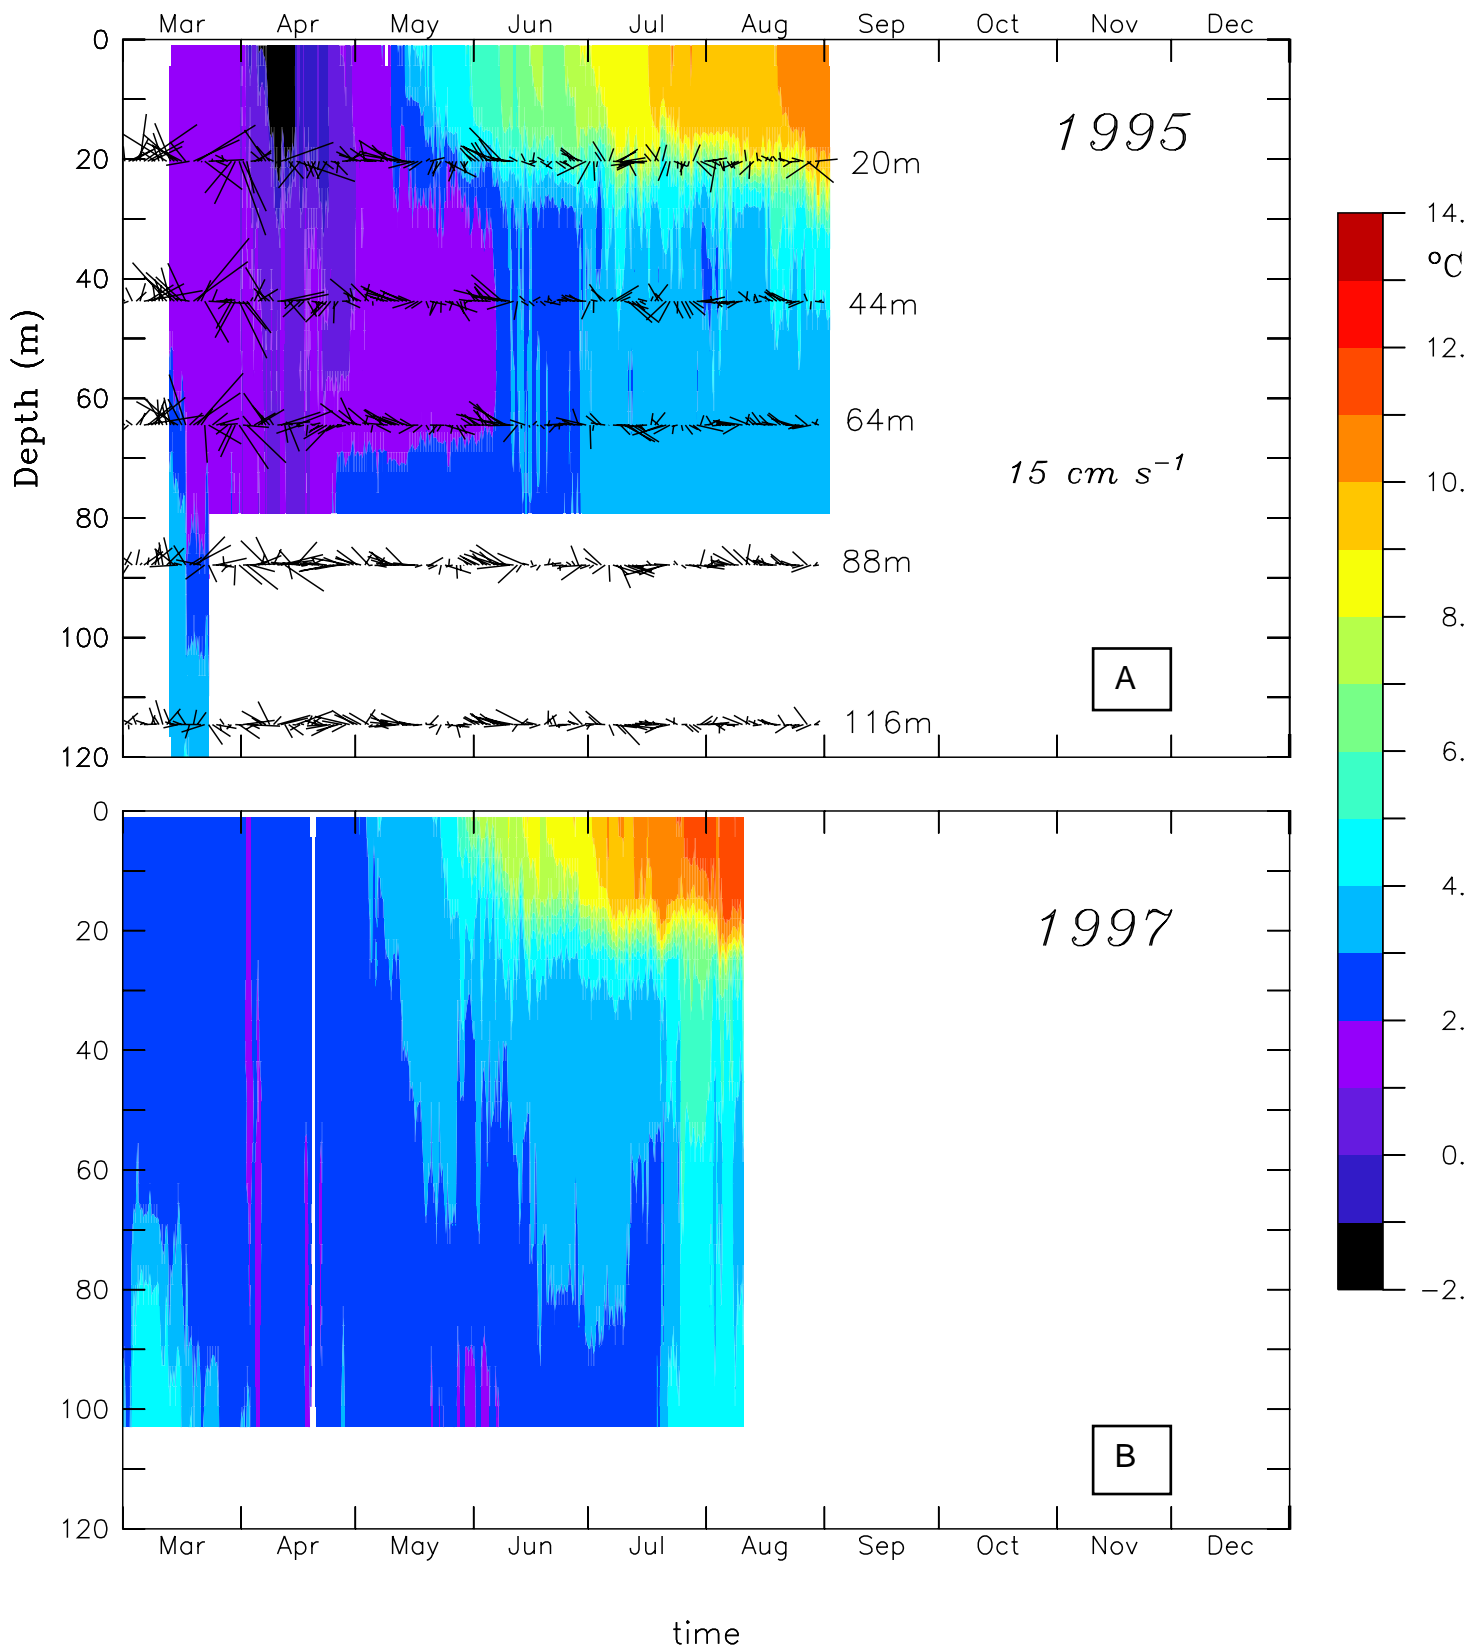 Mar Apr May Jun Jul Aug Sep Oct Nov Dec
0
1995
20
20m
14.
°C
40
44m
Depth (m)
12.
60
64m
15 cm s⁻¹
10.
80
88m
8.
100
A
116m
6.
120
0
4.
20
1997
2.
40
60
0.
80
-2.
100
B
120
Mar Apr May Jun Jul Aug Sep Oct Nov Dec
time